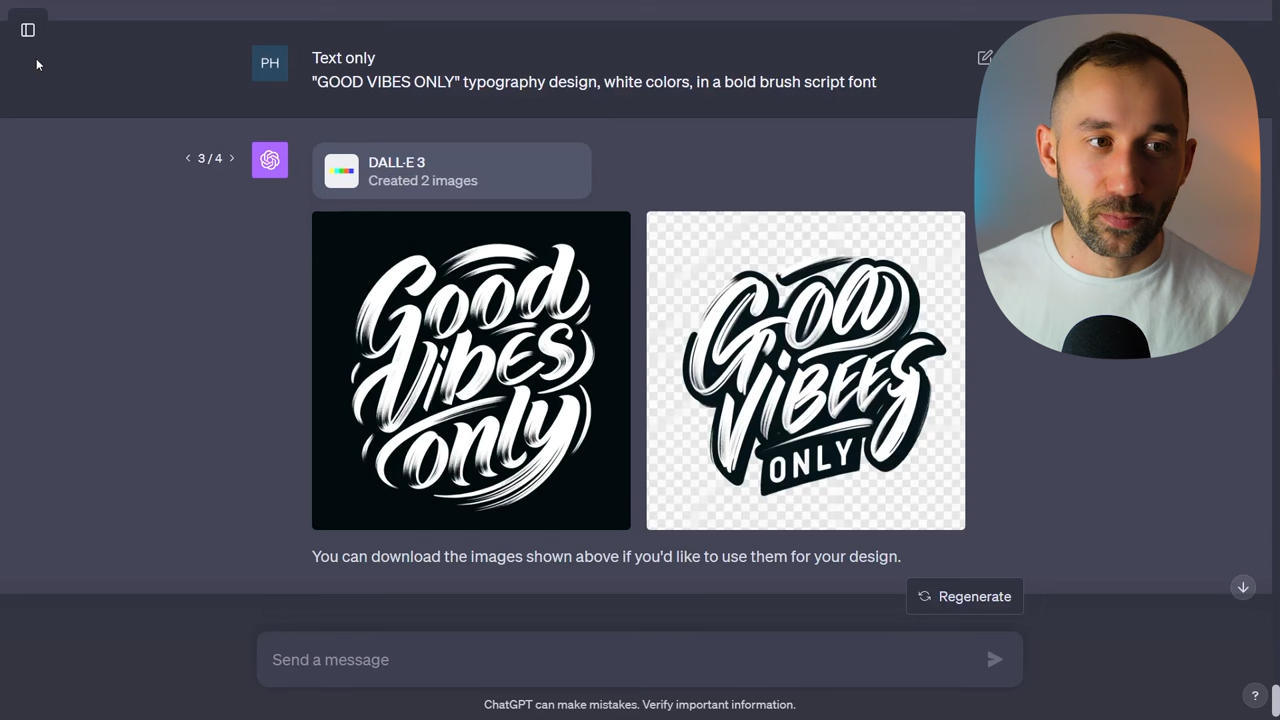 PH
Text only
"GOOD VIBES ONLY" typography design, white colors, in a bold brush script font
3 / 4
DALL·E 3
Created 2 images
Good
Vibes
only
Good
ViBEES
ONLY
You can download the images shown above if you'd like to use them for your design.
Regenerate
Send a message
ChatGPT can make mistakes. Verify important information.
?